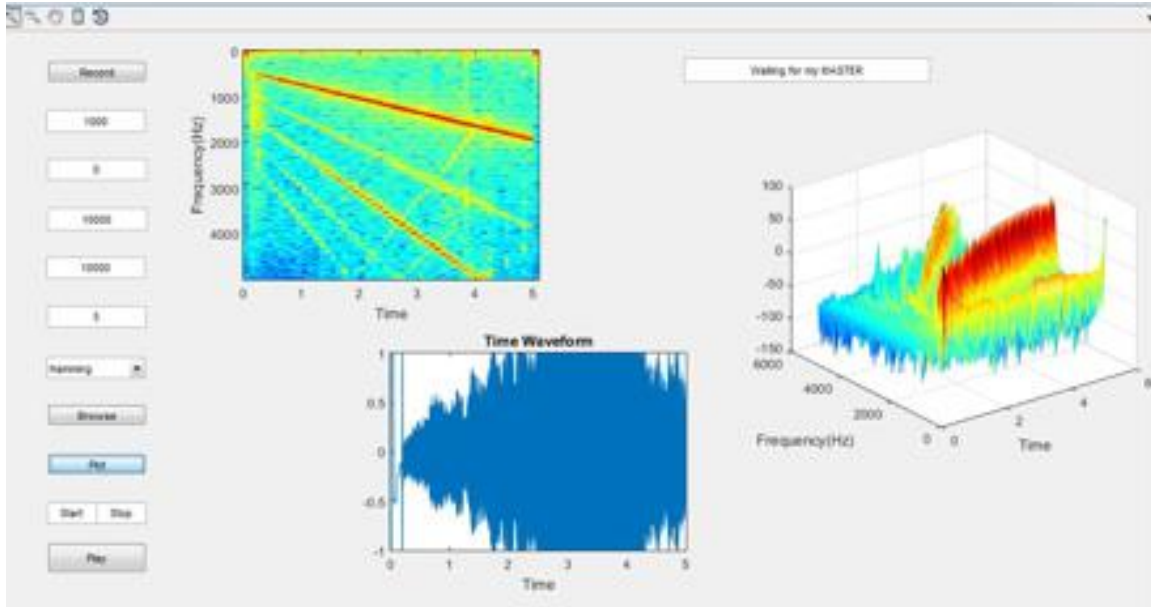 Record
1000
0
10000
10000
5
hamming
Browse
Plot
Start Stop
Play
0
1000
2000
3000
4000
Frequency(Hz)
0 1 2 3 4 5
Time
Time Waveform
1
0.5
0
-0.5
-1
0 1 2 3 4 5
Time
Waiting for my MASTER
100
50
0
-50
-100
-150
6000
4000
2000
0
Frequency(Hz)
0
2
4
6
Time